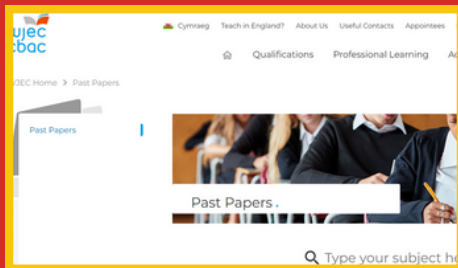 wjec
cbac
Cymraeg Teach in England? About Us Useful Contacts Appointees
Qualifications Professional Learning
WJEC Home > Past Papers
Past Papers
Past Papers.
Type your subject he